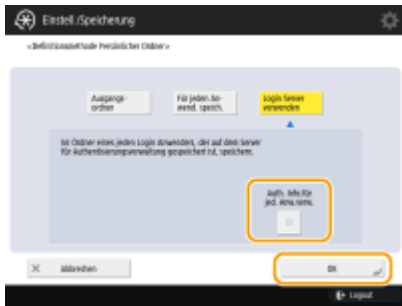 Einstell./Speicherung
<Definitionsmethode Persönlicher Ordner>
Ausgangs-
ordner
Für jeden An-
wend. speich.
Login Server
verwenden
Im Ordner eines jeden Login Anwenders, der auf dem Server
für Authentisierungsverwaltung gespeichert ist, speichern.
Auth. Info. für
jed. Anw. verw.
Abbrechen
OK
Logout